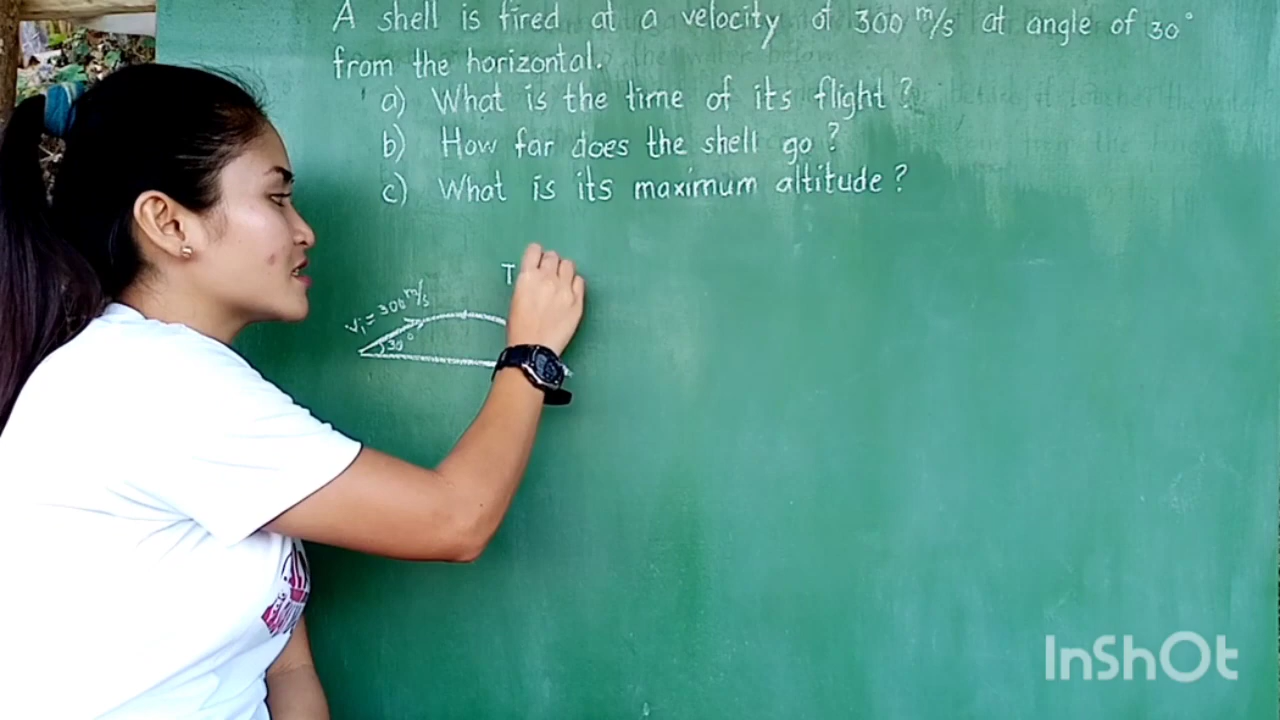 A shell is fired at a velocity of 300 m/s at angle of 30°
from the horizontal.
a) What is the time of its flight?
b) How far does the shell go?
c) What is its maximum altitude?
T
Vi = 300 m/s
30°
InShOt